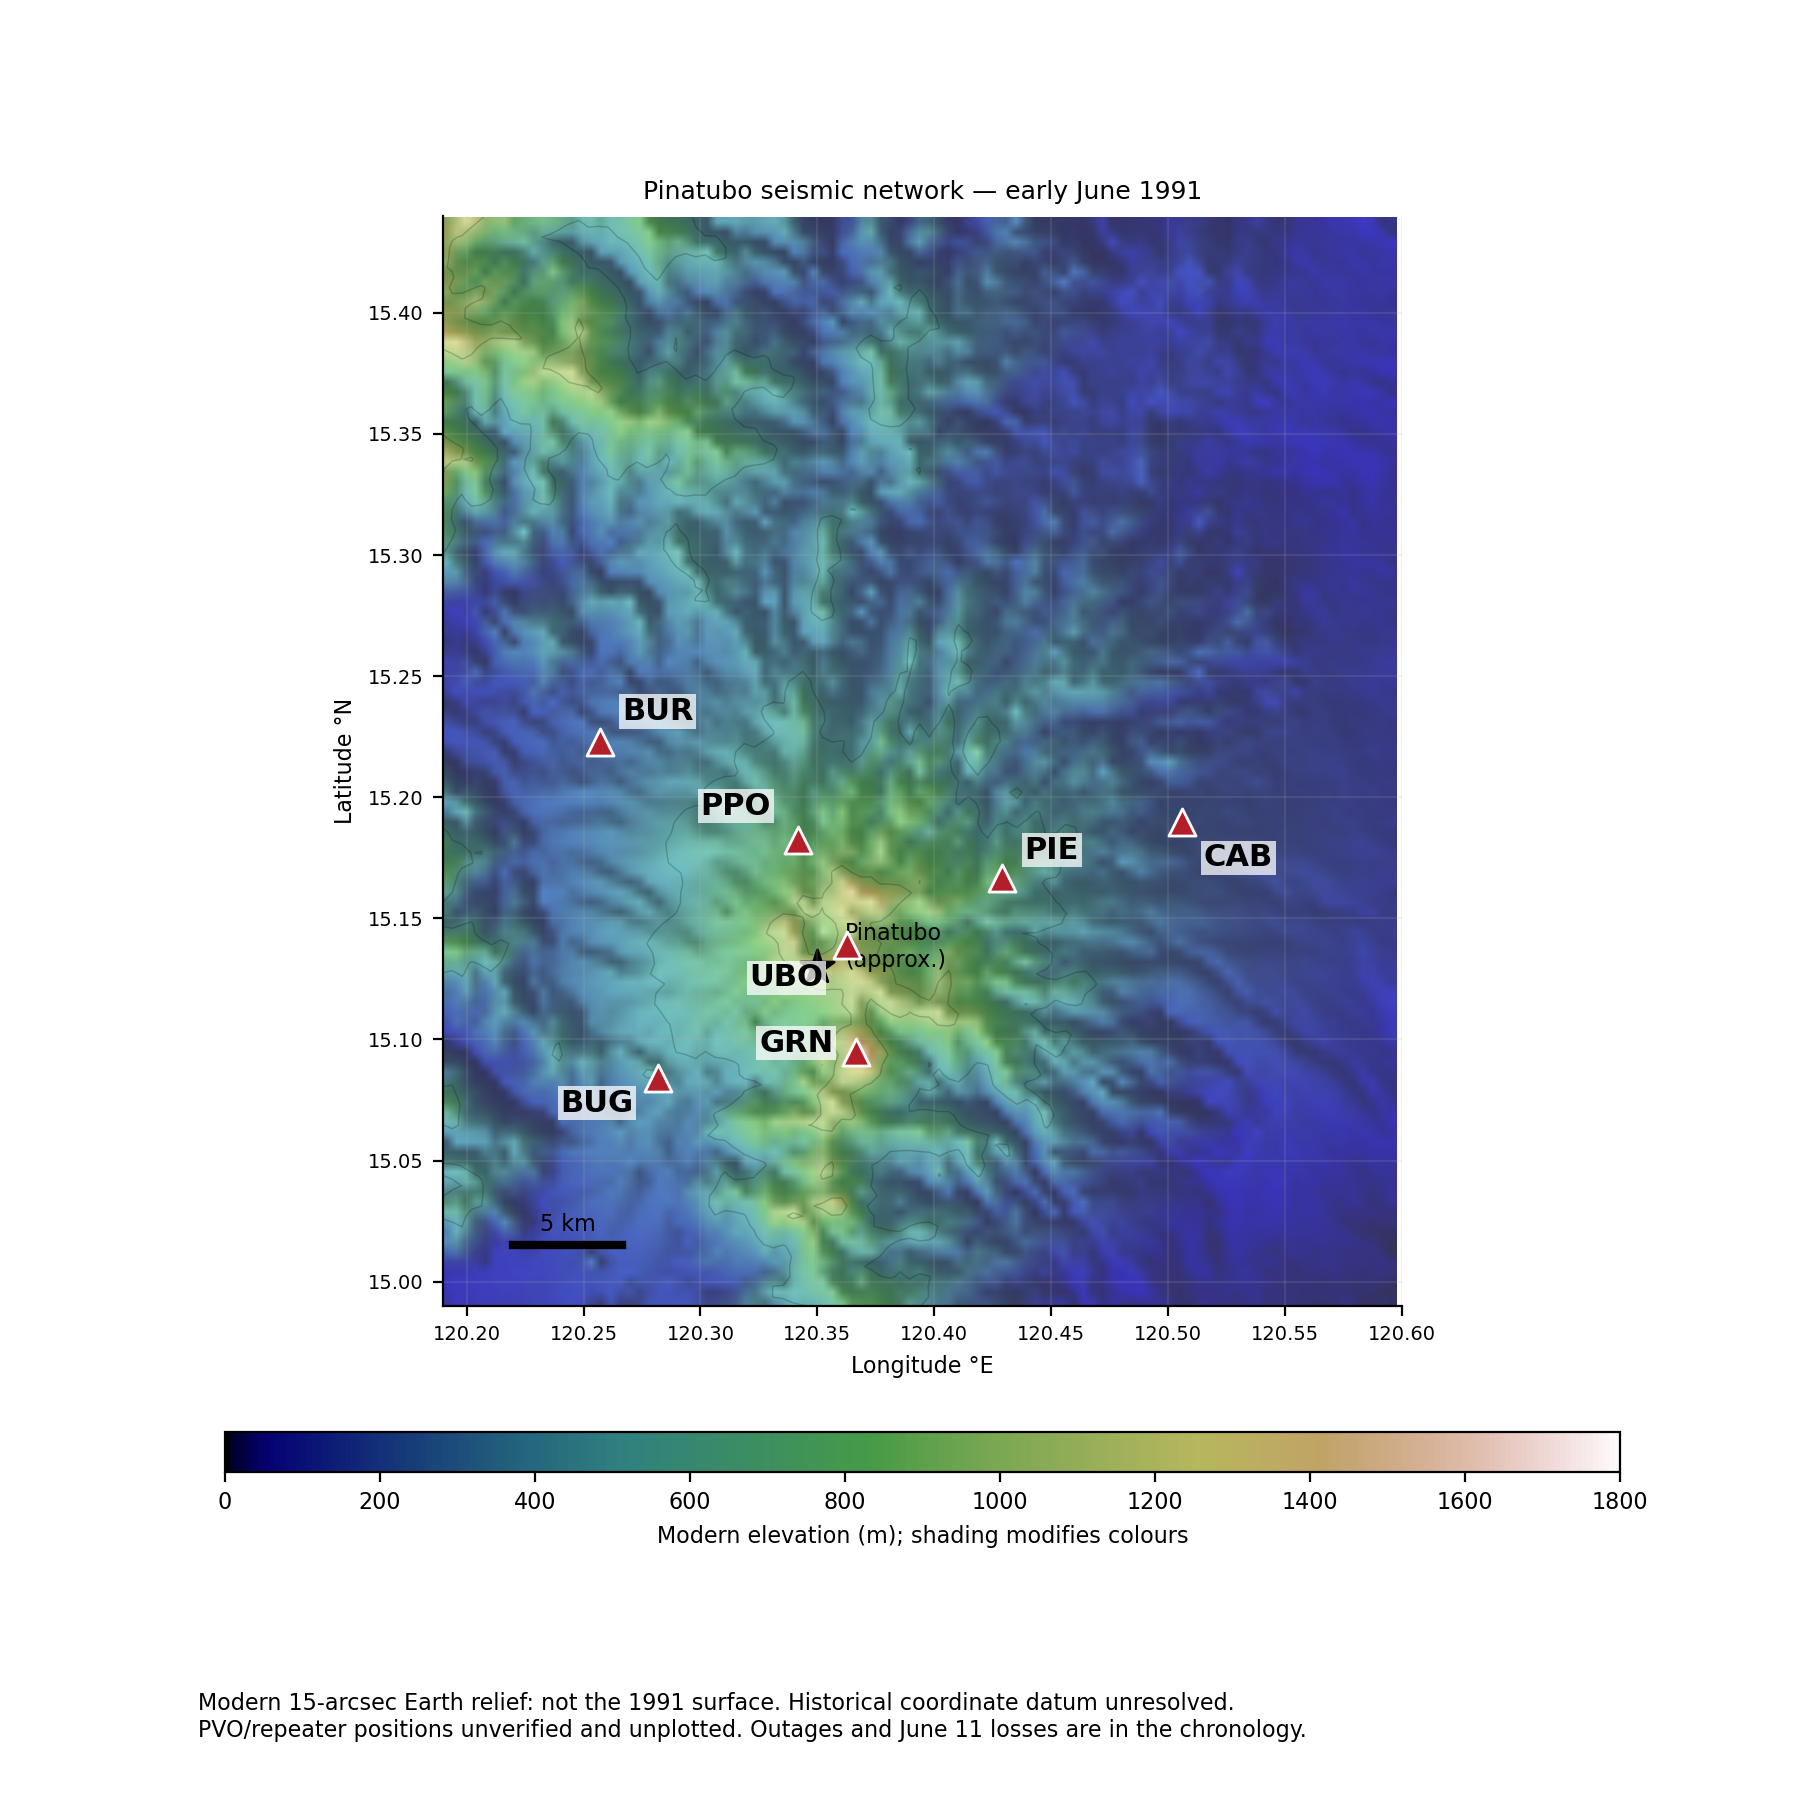 Pinatubo seismic network — early June 1991
15.40
15.35
15.30
15.25
15.20
15.15
15.10
15.05
15.00
Latitude °N
BUR
PPO
PIE
CAB
Pinatubo
(approx.)
UBO
GRN
BUG
5 km
120.20 120.25 120.30 120.35 120.40 120.45 120.50 120.55 120.60
Longitude °E
0 200 400 600 800 1000 1200 1400 1600 1800
Modern elevation (m); shading modifies colours
Modern 15-arcsec Earth relief: not the 1991 surface. Historical coordinate datum unresolved.
PVO/repeater positions unverified and unplotted. Outages and June 11 losses are in the chronology.